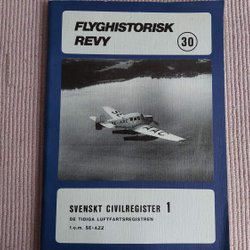 FLYGHISTORISK
REVY
30
SVENSKT CIVILREGISTER 1
DE TIDIGA LUFTFARTSREGISTREN
t.o.m. SE-AZZ